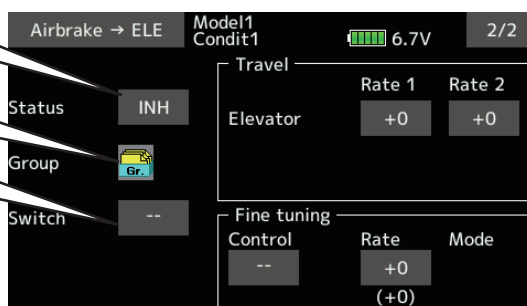 Airbrake → ELE
Model1
Condit1
6.7V
2/2
Status
INH
Group
Gr.
Switch
--
Travel
Rate 1
Rate 2
Elevator
+0
+0
Fine tuning
Control
Rate
Mode
--
+0
(+0)